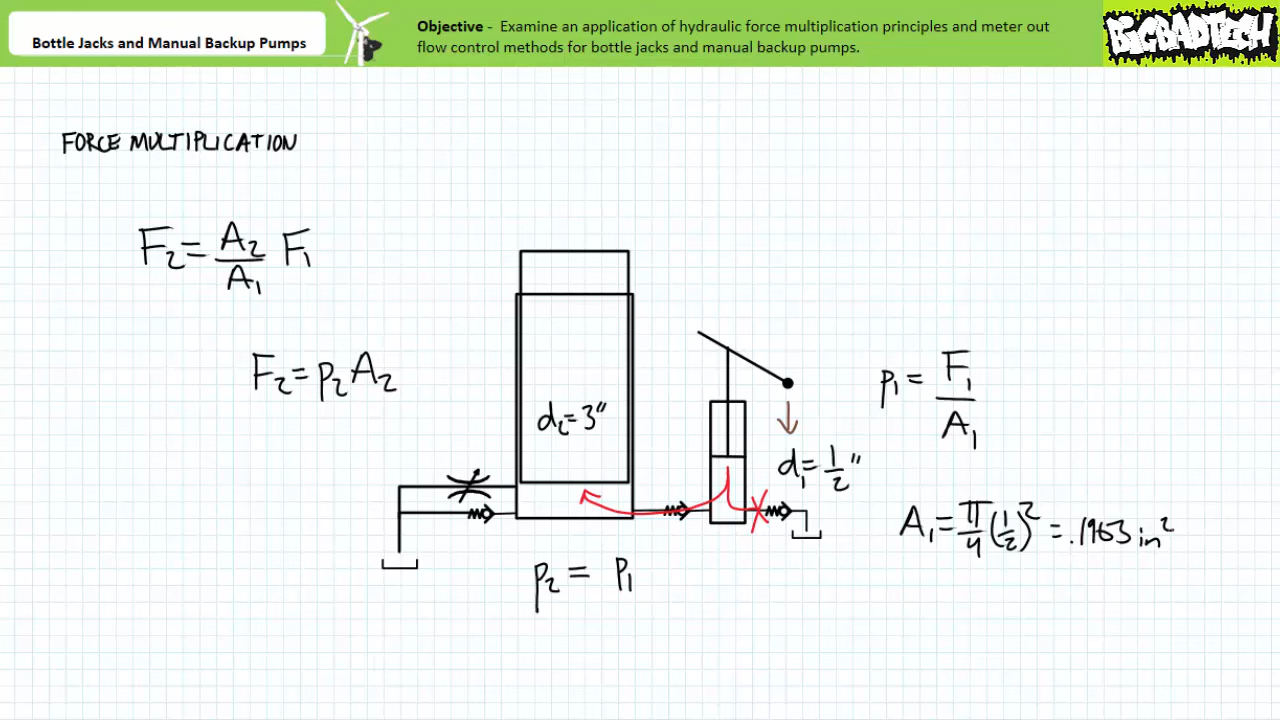 Bottle Jacks and Manual Backup Pumps
Objective - Examine an application of hydraulic force multiplication principles and meter out
flow control methods for bottle jacks and manual backup pumps.
BIGBADTECH
FORCE MULTIPLICATION
F₂ = A₂/A₁ F₁
F₂ = p₂A₂
p₁ = F₁/A₁
d₂ = 3"
d₁ = 1/2"
A₁ = π/4 (1/2)² = .1963 in²
p₂ = p₁